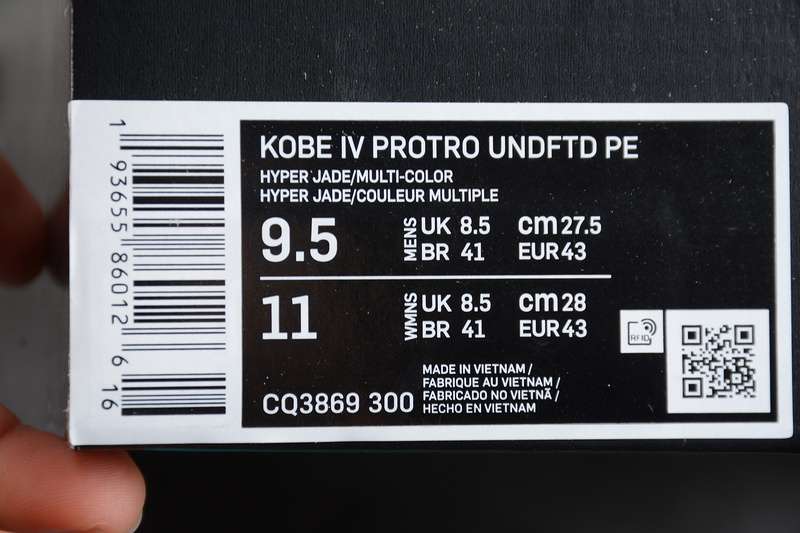 1 93655 86012 6 16
KOBE IV PROTRO UNDFTD PE
HYPER JADE/MULTI-COLOR
HYPER JADE/COULEUR MULTIPLE
9.5 MENS UK 8.5 cm 27.5
BR 41 EUR 43
11 WMNS UK 8.5 cm 28
BR 41 EUR 43
RFID
CQ3869 300
MADE IN VIETNAM /
FABRIQUE AU VIETNAM /
FABRICADO NO VIETNÃ /
HECHO EN VIETNAM